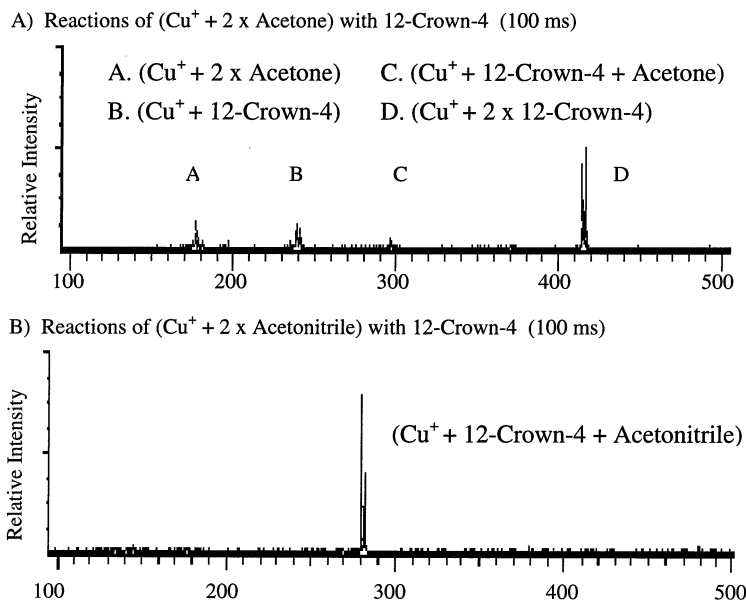 A) Reactions of (Cu+ + 2 x Acetone) with 12-Crown-4 (100 ms)
A. (Cu+ + 2 x Acetone) C. (Cu+ + 12-Crown-4 + Acetone)
B. (Cu+ + 12-Crown-4) D. (Cu+ + 2 x 12-Crown-4)
Relative Intensity
A B C D
100 200 300 400 500
B) Reactions of (Cu+ + 2 x Acetonitrile) with 12-Crown-4 (100 ms)
Relative Intensity
(Cu+ + 12-Crown-4 + Acetonitrile)
100 200 300 400 500